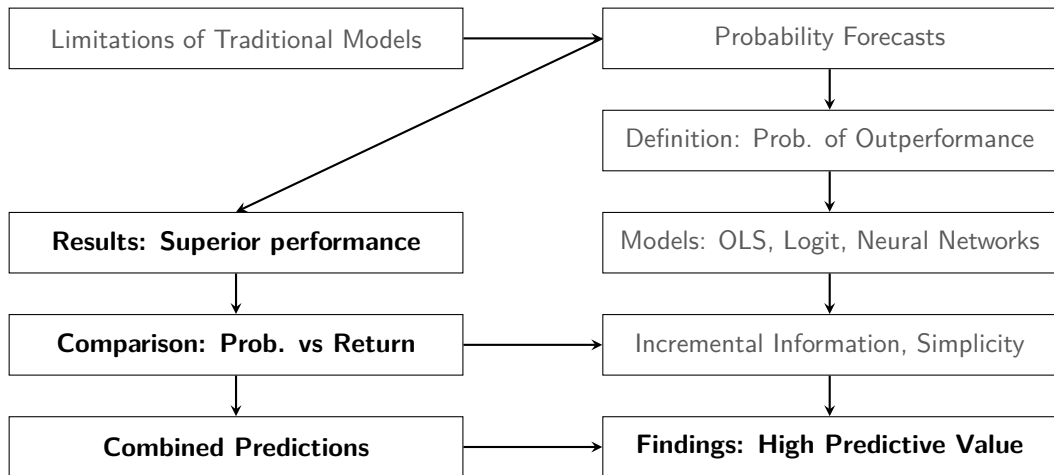 Limitations of Traditional Models
Probability Forecasts
Definition: Prob. of Outperformance
Results: Superior performance
Models: OLS, Logit, Neural Networks
Comparison: Prob. vs Return
Incremental Information, Simplicity
Combined Predictions
Findings: High Predictive Value